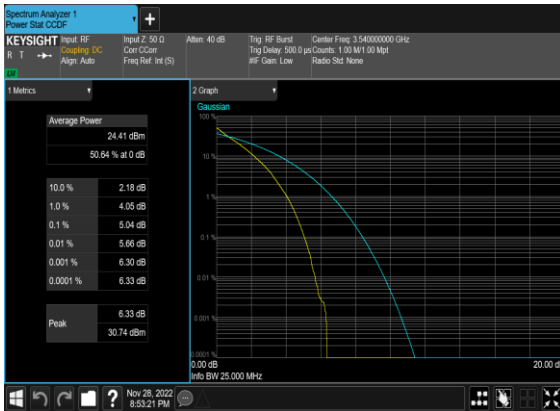 Spectrum Analyzer 1
Power Stat CCDF
KEYSIGHT
R T
LXI
Input: RF
Coupling: DC
Align: Auto
Input Z: 50 Ω
Corr CCorr
Freq Ref: Int (S)
Atten: 40 dB
Trig: RF Burst
Trig Delay: 500.0 µs
#IF Gain: Low
Center Freq: 3.540000000 GHz
Counts: 1.00 M/1.00 Mpt
Radio Std: None
1 Metrics
Average Power
24.41 dBm
50.64 % at 0 dB
10.0 % 2.18 dB
1.0 % 4.05 dB
0.1 % 5.04 dB
0.01 % 5.66 dB
0.001 % 6.30 dB
0.0001 % 6.33 dB
Peak 6.33 dB
30.74 dBm
2 Graph
Gaussian
100 %
10 %
1 %
0.1 %
0.01 %
0.001 %
0.0001 %
0.00 dB
20.00 d
Info BW 25.000 MHz
?
Nov 28, 2022
8:53:21 PM